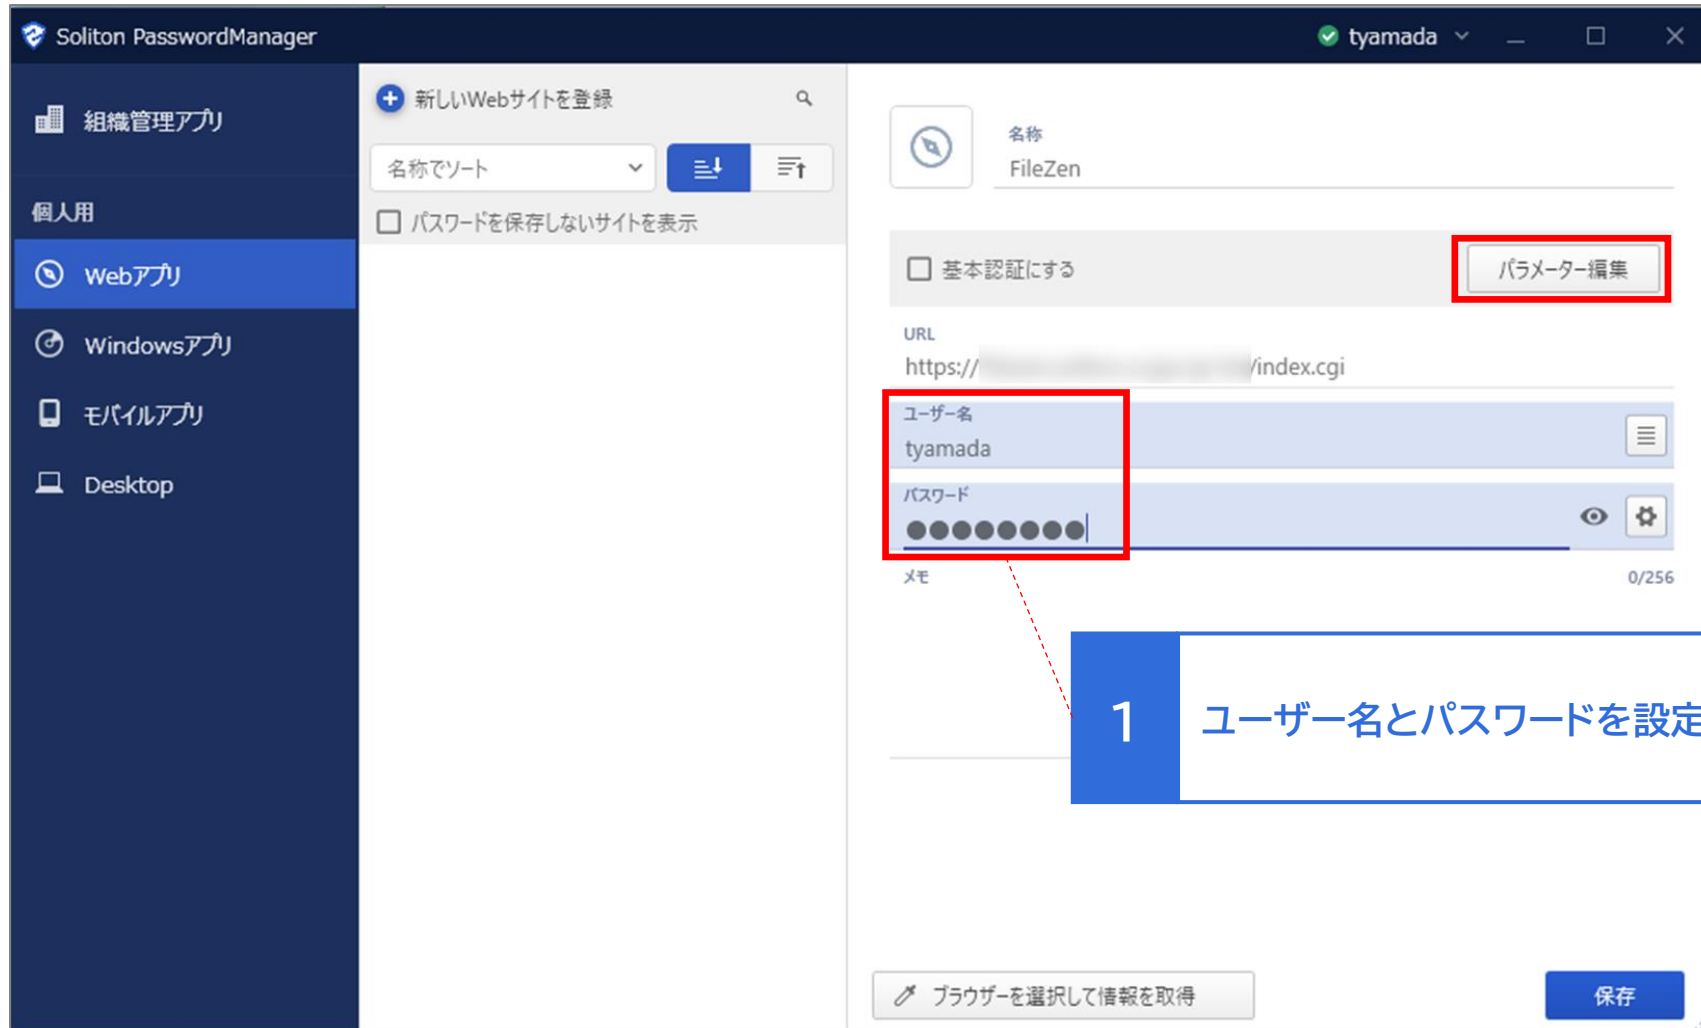 Soliton PasswordManager
tyamada
組織管理アプリ
個人用
Webアプリ
Windowsアプリ
モバイルアプリ
Desktop
新しいWebサイトを登録
名称でソート
パスワードを保存しないサイトを表示
名称
FileZen
基本認証にする
パラメーター編集
URL
https://
/index.cgi
ユーザー名
tyamada
パスワード
●●●●●●●●
メモ
0/256
1
ユーザー名とパスワードを設定
ブラウザーを選択して情報を取得
保存